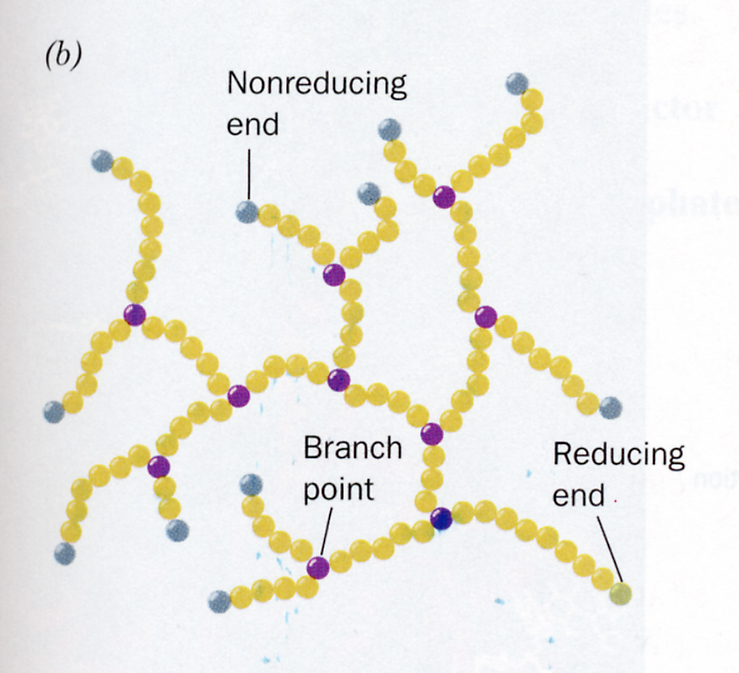 (b)
Nonreducing
end
Branch
point
Reducing
end